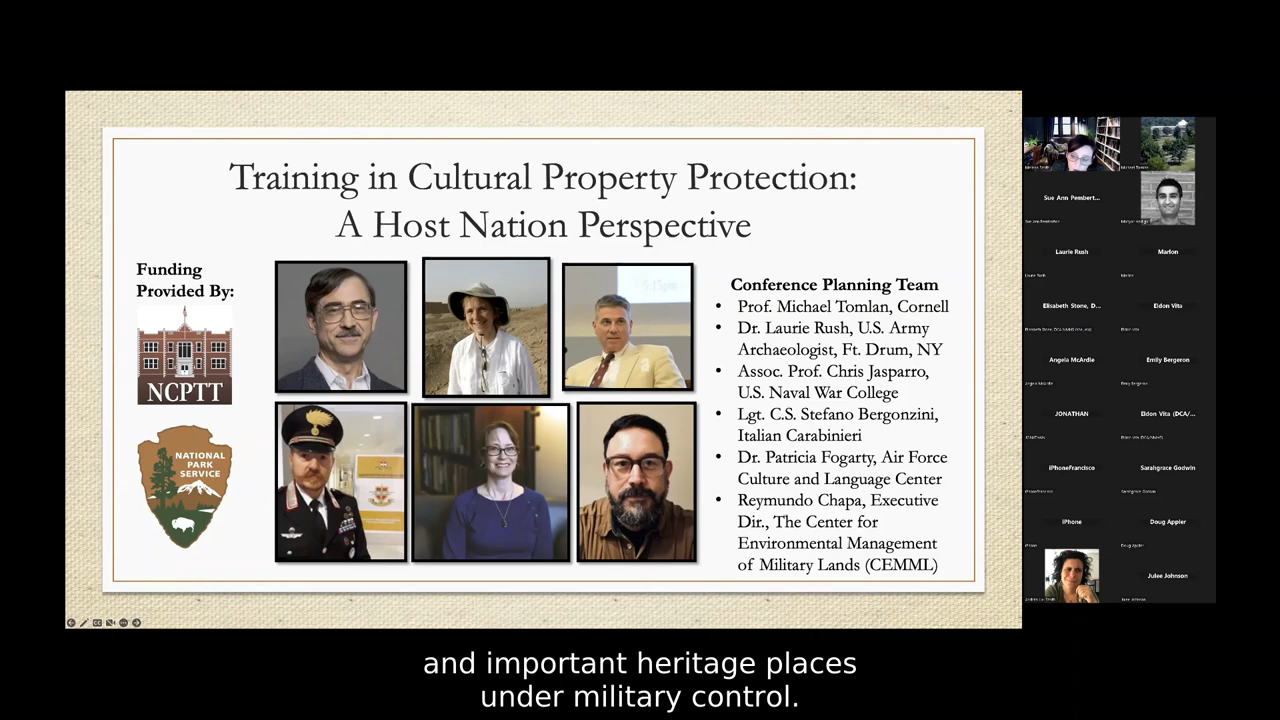 Training in Cultural Property Protection:
A Host Nation Perspective
Funding
Provided By:
NCPTT
NATIONAL
PARK
SERVICE
Conference Planning Team
• Prof. Michael Tomlan, Cornell
• Dr. Laurie Rush, U.S. Army
Archaeologist, Ft. Drum, NY
• Assoc. Prof. Chris Jasparro,
U.S. Naval War College
• Lgt. C.S. Stefano Bergonzini,
Italian Carabinieri
• Dr. Patricia Fogarty, Air Force
Culture and Language Center
• Reymundo Chapa, Executive
Dir., The Center for
Environmental Management
of Military Lands (CEMML)
Sue Ann Pembert...
Laurie Rush
Marlon
Elisabeth Stone, D...
Eldon Vita
Angela McArdle
Emily Bergeron
JONATHAN
Eldon Vita (DCA/...
iPhoneFrancisco
Sarahgrace Godwin
iPhone
Doug Appler
Julee Johnson
and important heritage places
under military control.